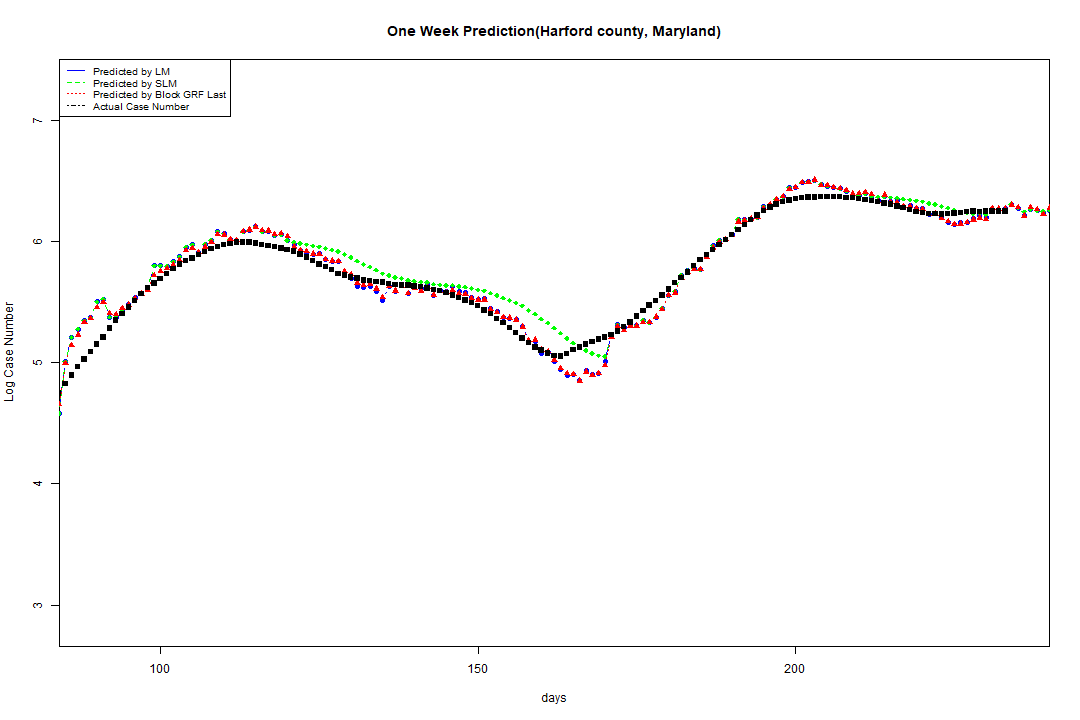 One Week Prediction(Harford county, Maryland)
Predicted by LM
Predicted by SLM
Predicted by Block GRF Last
Actual Case Number
7
6
5
4
3
Log Case Number
100 150 200
days